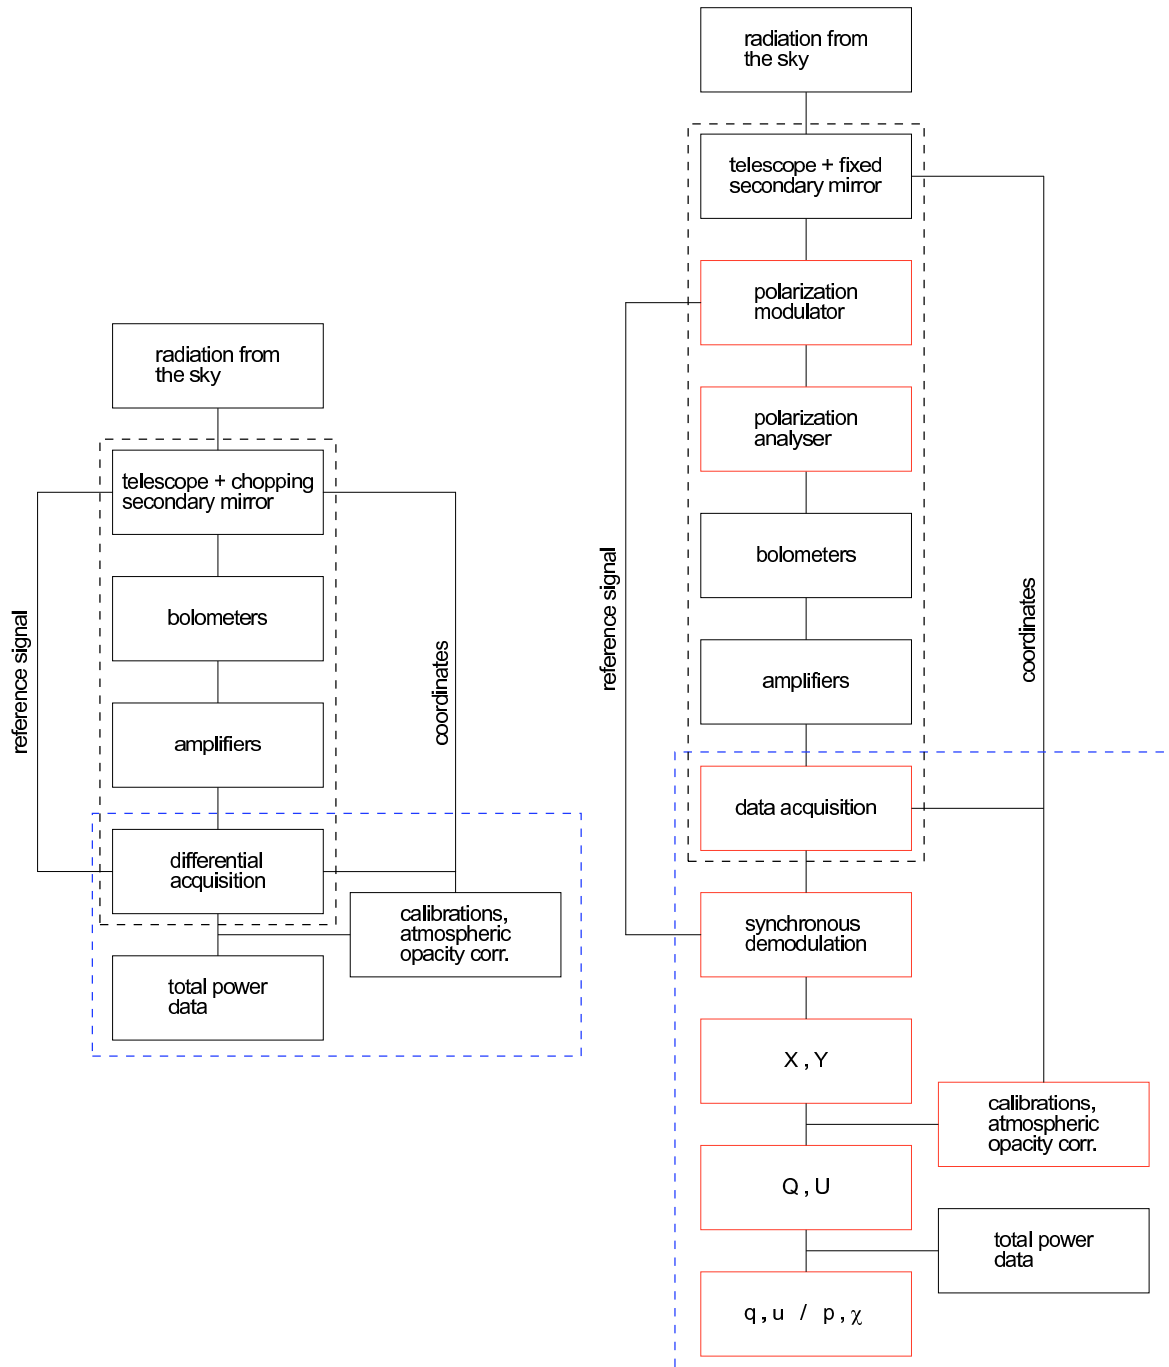 radiation from
the sky
telescope + chopping
secondary mirror
bolometers
amplifiers
differential
acquisition
calibrations,
atmospheric
opacity corr.
total power
data
reference signal
coordinates
radiation from
the sky
telescope + fixed
secondary mirror
polarization
modulator
polarization
analyser
bolometers
amplifiers
data acquisition
synchronous
demodulation
X , Y
calibrations,
atmospheric
opacity corr.
Q , U
total power
data
q , u / p , χ
reference signal
coordinates